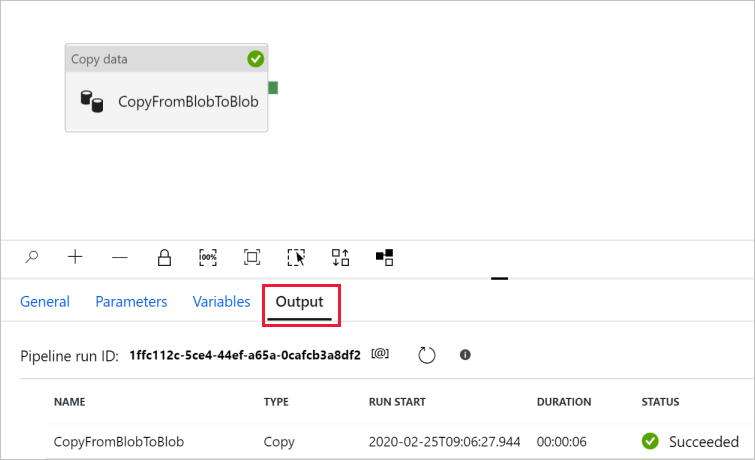 Copy data
CopyFromBlobToBlob
100%
General Parameters Variables Output
Pipeline run ID: 1ffc112c-5ce4-44ef-a65a-0cafcb3a8df2 [@]
NAME TYPE RUN START DURATION STATUS
CopyFromBlobToBlob Copy 2020-02-25T09:06:27.944 00:00:06 Succeeded